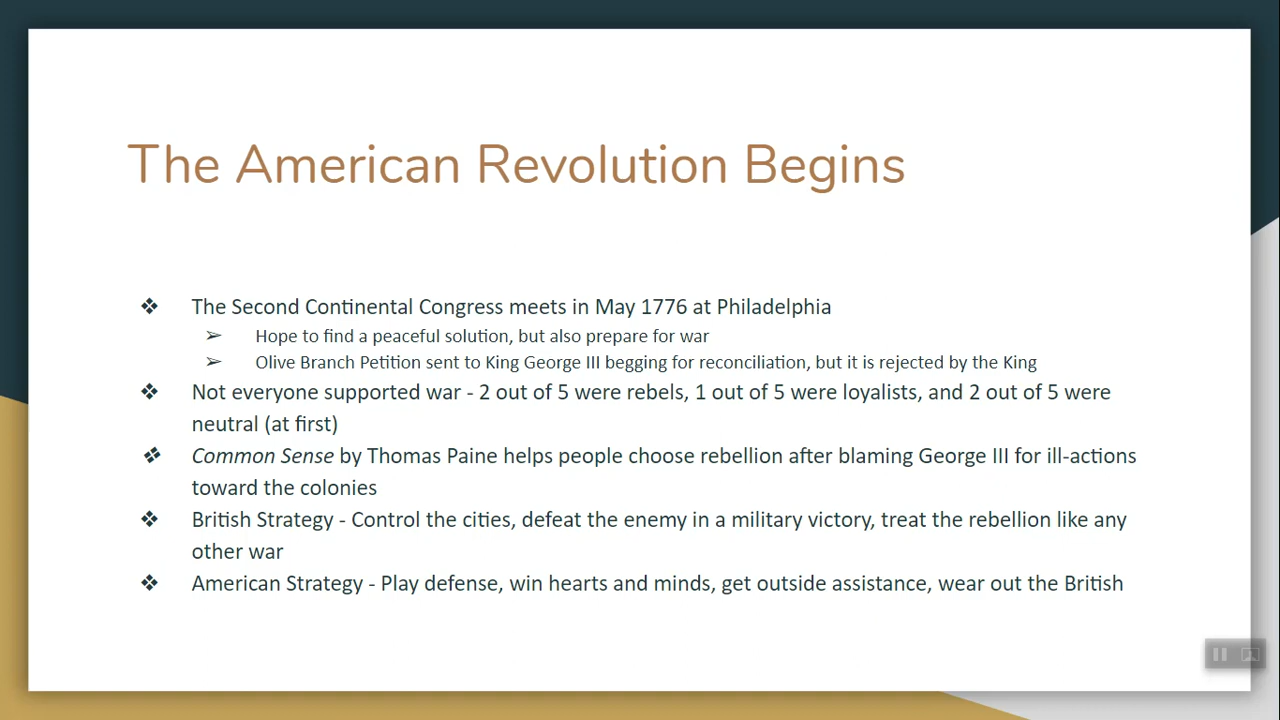 The American Revolution Begins
❖ The Second Continental Congress meets in May 1776 at Philadelphia
➢ Hope to find a peaceful solution, but also prepare for war
➢ Olive Branch Petition sent to King George III begging for reconciliation, but it is rejected by the King
❖ Not everyone supported war - 2 out of 5 were rebels, 1 out of 5 were loyalists, and 2 out of 5 were
neutral (at first)
❖ Common Sense by Thomas Paine helps people choose rebellion after blaming George III for ill-actions
toward the colonies
❖ British Strategy - Control the cities, defeat the enemy in a military victory, treat the rebellion like any
other war
❖ American Strategy - Play defense, win hearts and minds, get outside assistance, wear out the British